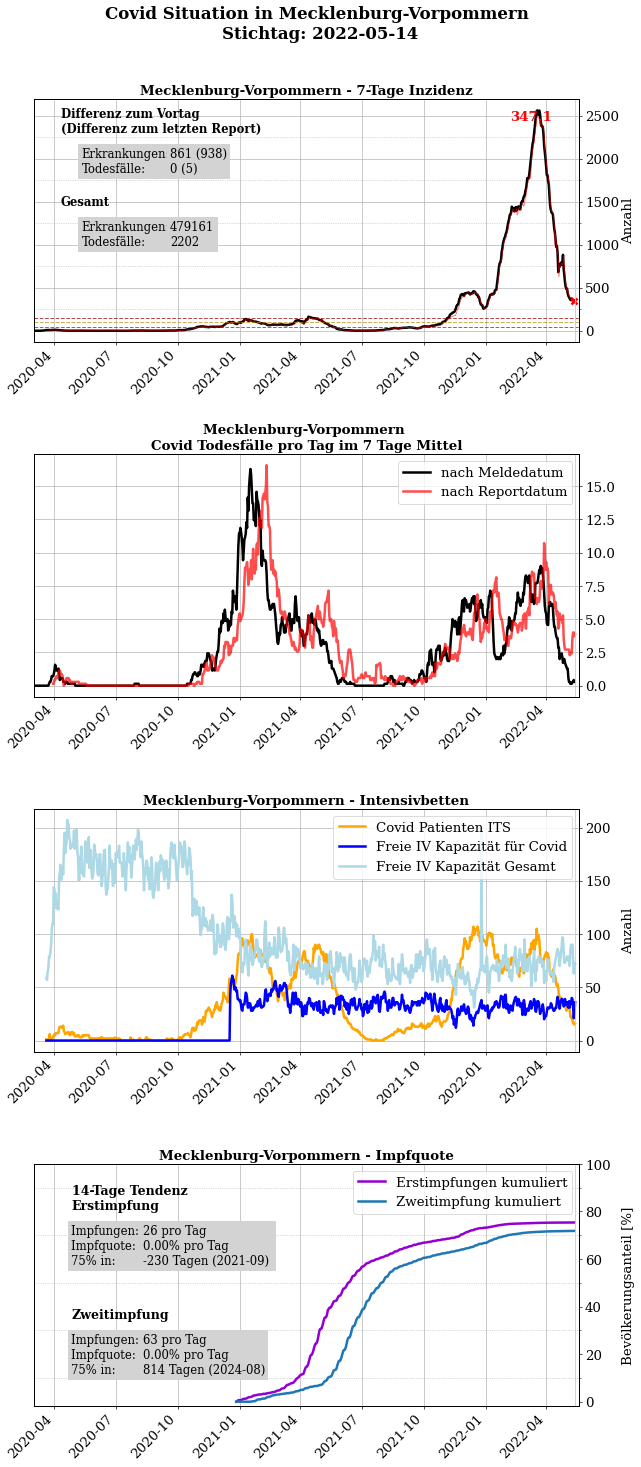 Covid Situation in Mecklenburg-Vorpommern
Stichtag: 2022-05-14
Mecklenburg-Vorpommern - 7-Tage Inzidenz
Differenz zum Vortag
(Differenz zum letzten Report)
Erkrankungen 861 (938)
Todesfälle: 0 (5)
Gesamt
Erkrankungen 479161
Todesfälle: 2202
347.1
2500
2000
1500
1000
500
0
Anzahl
2020-04 2020-07 2020-10 2021-01 2021-04 2021-07 2021-10 2022-01 2022-04
Mecklenburg-Vorpommern
Covid Todesfälle pro Tag im 7 Tage Mittel
nach Meldedatum
nach Reportdatum
15.0
12.5
10.0
7.5
5.0
2.5
0.0
2020-04 2020-07 2020-10 2021-01 2021-04 2021-07 2021-10 2022-01 2022-04
Mecklenburg-Vorpommern - Intensivbetten
Covid Patienten ITS
Freie IV Kapazität für Covid
Freie IV Kapazität Gesamt
200
150
100
50
0
Anzahl
2020-04 2020-07 2020-10 2021-01 2021-04 2021-07 2021-10 2022-01 2022-04
Mecklenburg-Vorpommern - Impfquote
14-Tage Tendenz
Erstimpfung
Impfungen: 26 pro Tag
Impfquote: 0.00% pro Tag
75% in: -230 Tagen (2021-09)
Zweitimpfung
Impfungen: 63 pro Tag
Impfquote: 0.00% pro Tag
75% in: 814 Tagen (2024-08)
Erstimpfungen kumuliert
Zweitimpfung kumuliert
100
80
60
40
20
0
Bevölkerungsanteil [%]
2020-04 2020-07 2020-10 2021-01 2021-04 2021-07 2021-10 2022-01 2022-04